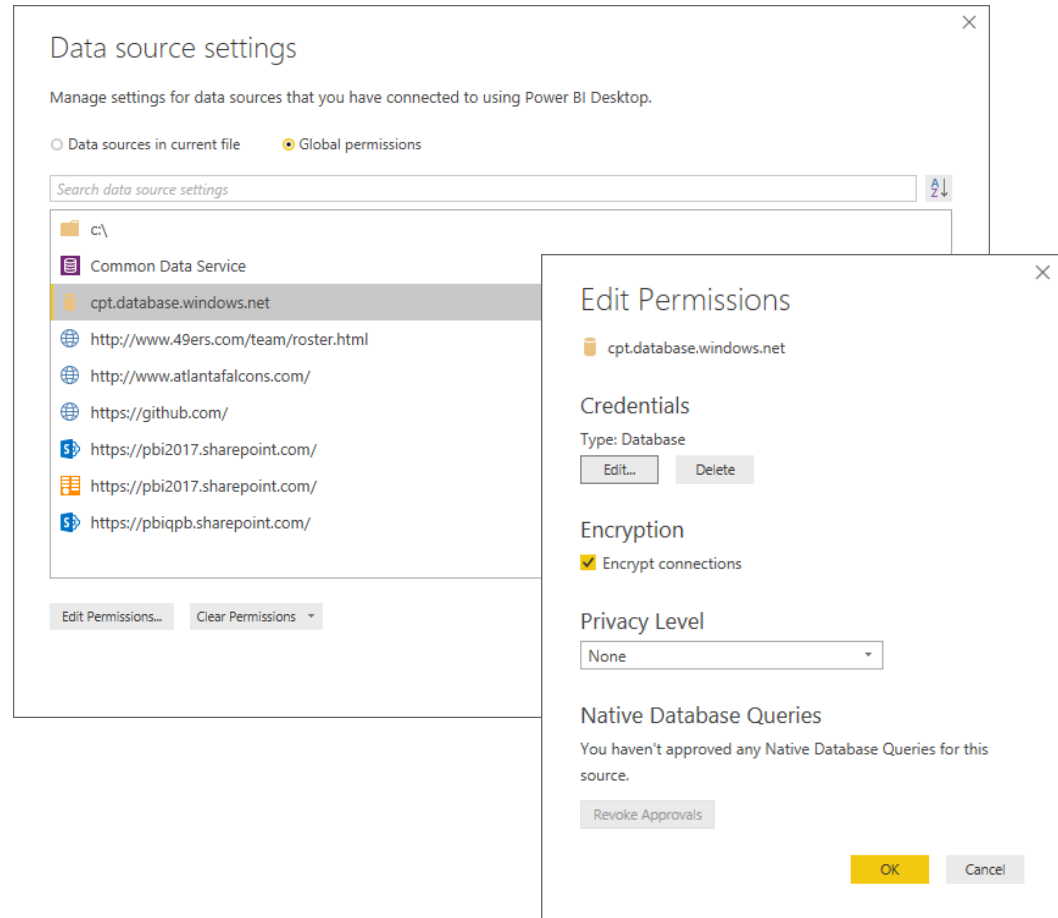 Data source settings
Manage settings for data sources that you have connected to using Power BI Desktop.
Data sources in current file Global permissions
Search data source settings
A
Z
c:\
Common Data Service
cpt.database.windows.net
http://www.49ers.com/team/roster.html
http://www.atlantafalcons.com/
https://github.com/
https://pbi2017.sharepoint.com/
https://pbi2017.sharepoint.com/
https://pbiqpb.sharepoint.com/
Edit Permissions...
Clear Permissions
Edit Permissions
cpt.database.windows.net
Credentials
Type: Database
Edit... Delete
Encryption
Encrypt connections
Privacy Level
None
Native Database Queries
You haven't approved any Native Database Queries for this
source.
Revoke Approvals
OK Cancel